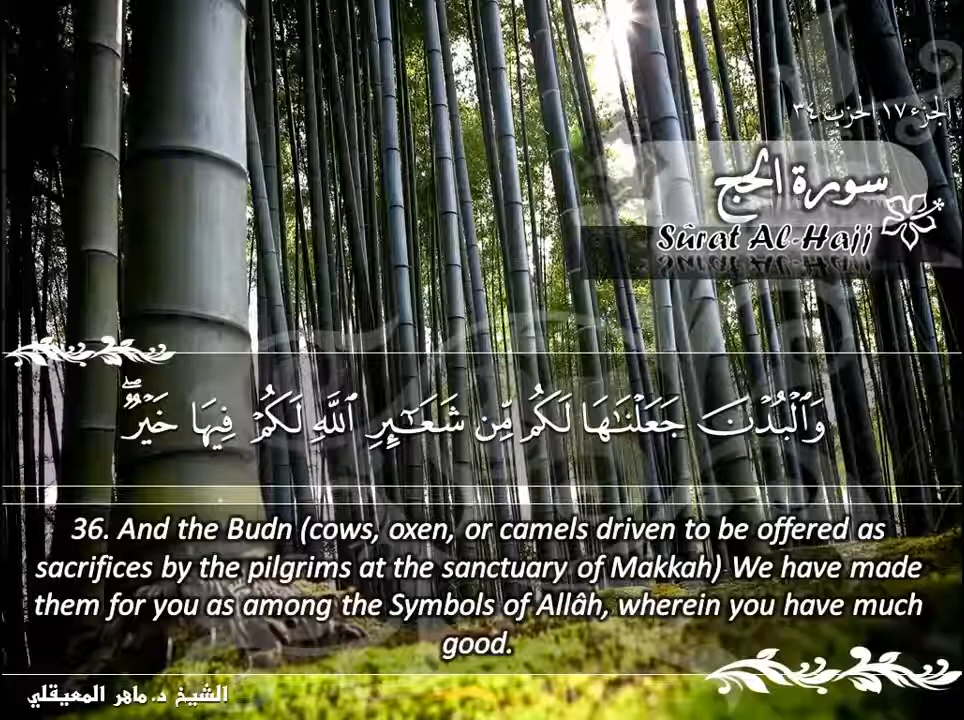 الجزء ١٧ الحزب ٣٤
سورة الحج
Sûrat Al-Hajj
وَٱلْبُدْنَ جَعَلْنَـٰهَا لَكُم مِّن شَعَـٰٓئِرِ ٱللَّهِ لَكُمْ فِيهَا خَيْرٌ ۖ
36. And the Budn (cows, oxen, or camels driven to be offered as
sacrifices by the pilgrims at the sanctuary of Makkah) We have made
them for you as among the Symbols of Allâh, wherein you have much
good.
الشيخ د. ماهر المعيقلي